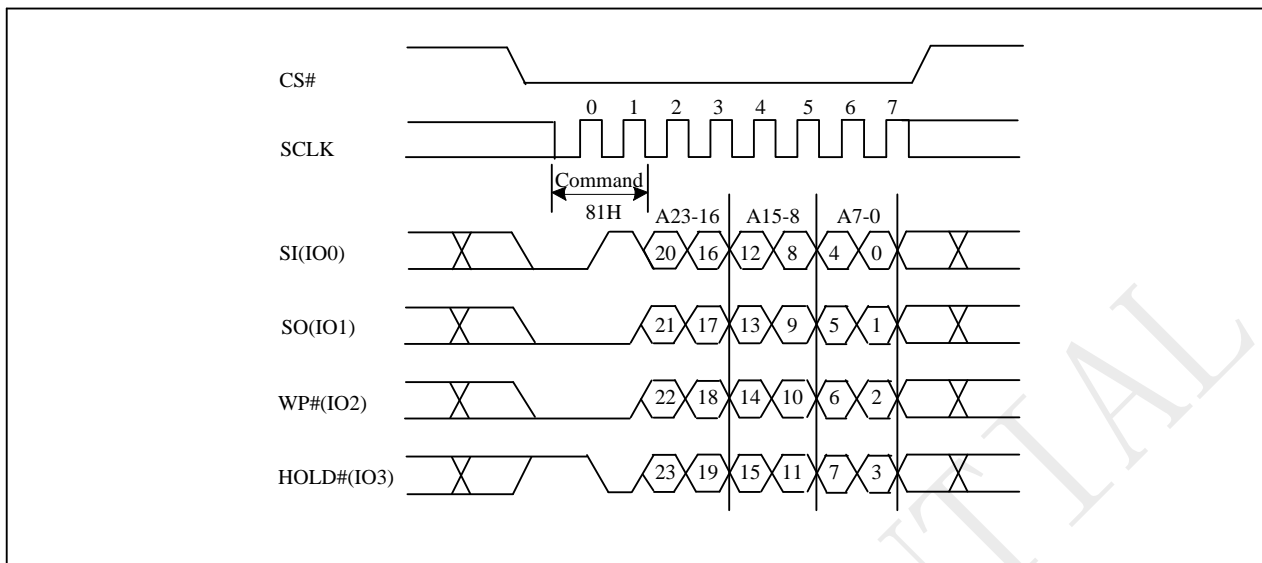 CS#
0 1 2 3 4 5 6 7
SCLK
Command
81H
A23-16 A15-8 A7-0
SI(IO0) 20 16 12 8 4 0
SO(IO1) 21 17 13 9 5 1
WP#(IO2) 22 18 14 10 6 2
HOLD#(IO3) 23 19 15 11 7 3
NTIAL